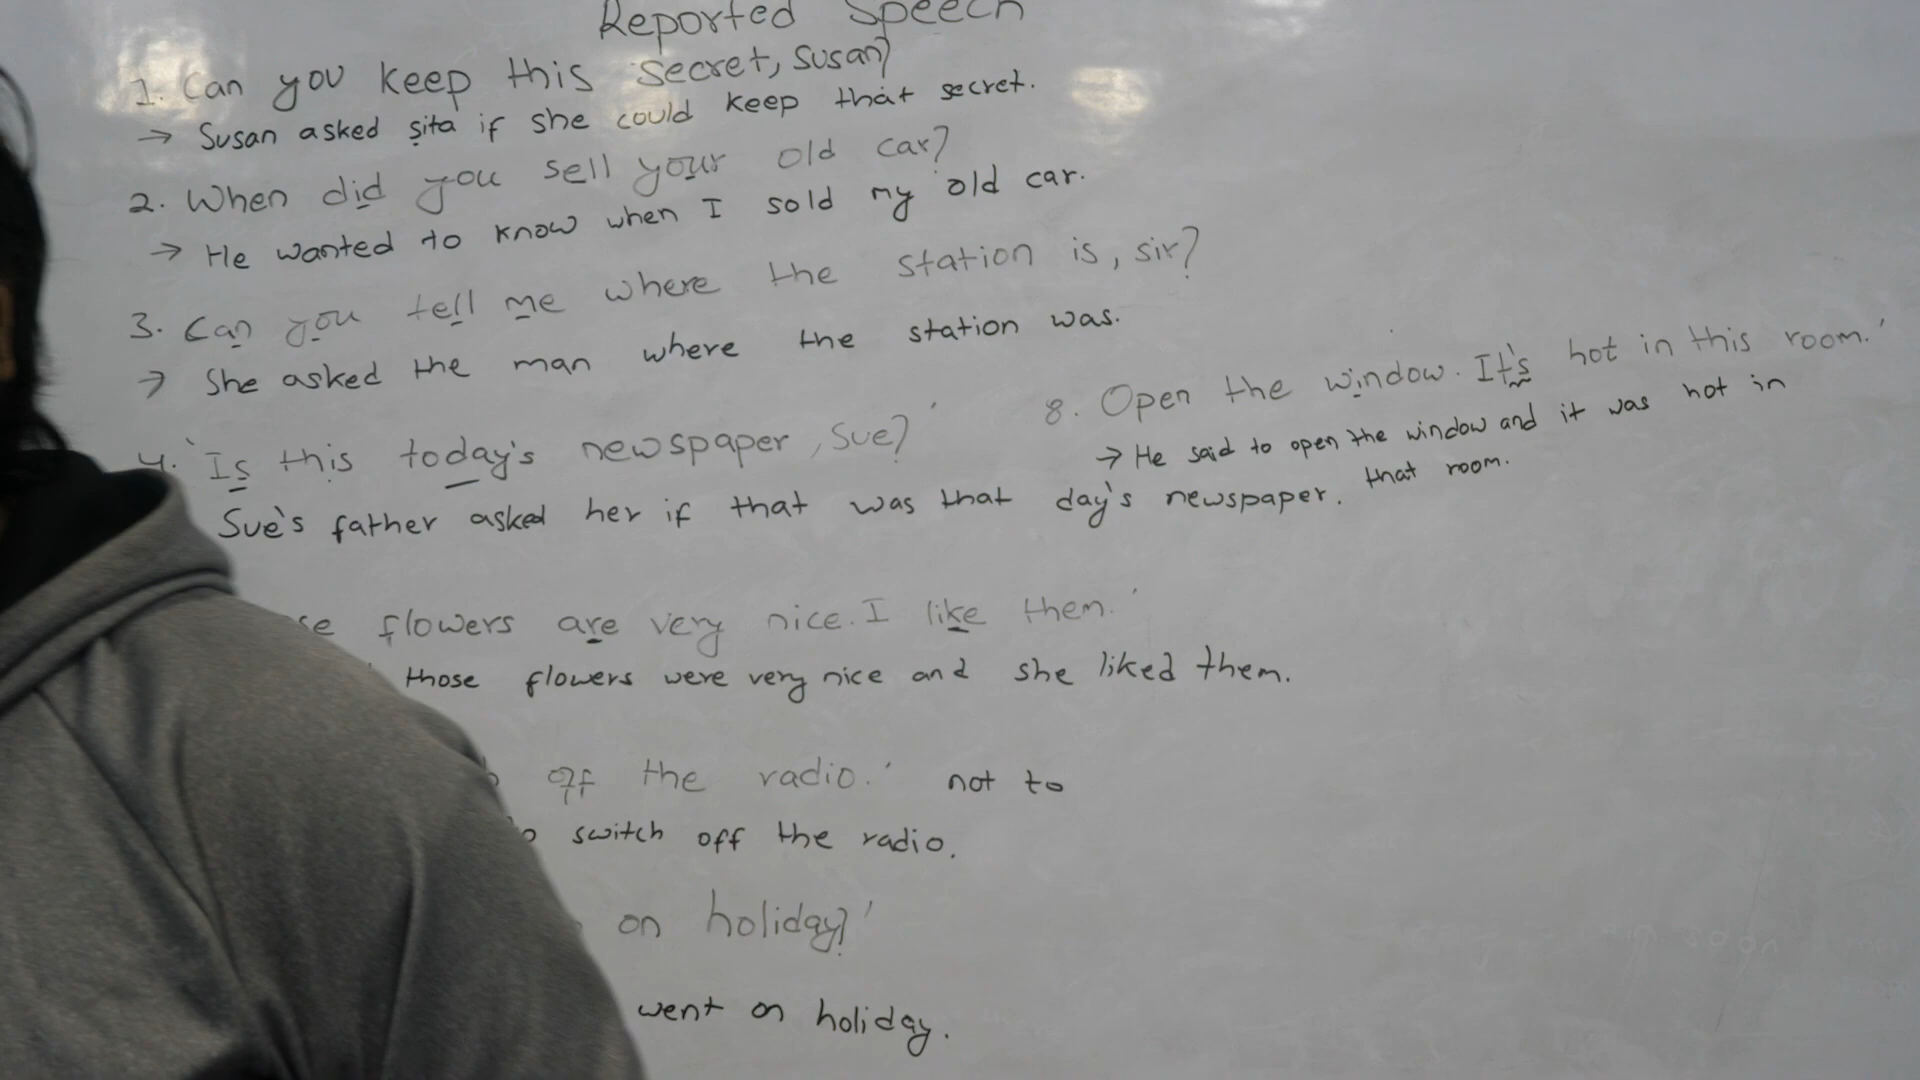 Reported Speech
1. Can you keep this secret, Susan?
→ Susan asked sita if she could keep that secret.
2. When did you sell your old car?
→ He wanted to know when I sold my old car.
3. Can you tell me where the station is, sir?
→ She asked the man where the station was.
4. 'Is this today's newspaper, Sue?'
Sue's father asked her if that was that day's newspaper.
8. Open the window. It's hot in this room.'
→ He said to open the window and it was hot in
that room.
flowers are very nice. I like them.'
those flowers were very nice and she liked them.
off the radio.' not to
switch off the radio.
on holiday?'
went on holiday.